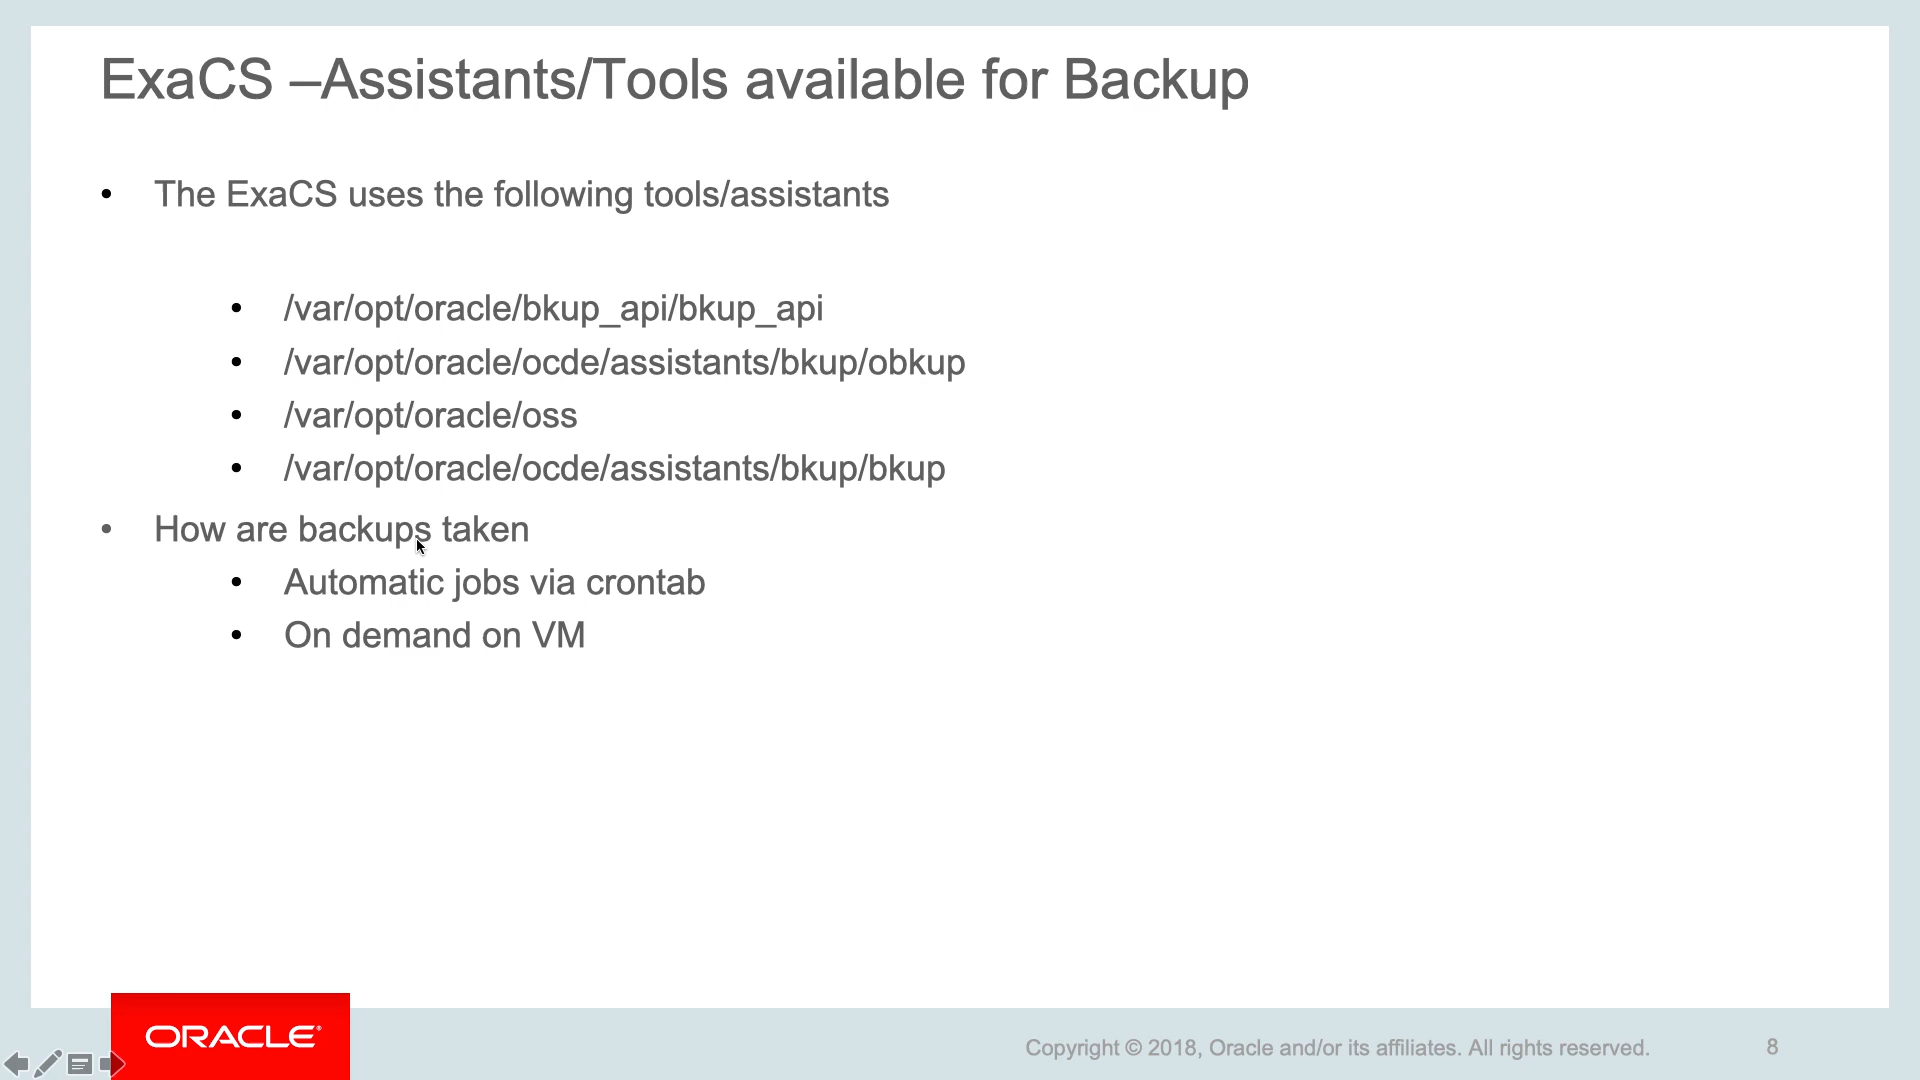 ExaCS –Assistants/Tools available for Backup
• The ExaCS uses the following tools/assistants
• /var/opt/oracle/bkup_api/bkup_api
• /var/opt/oracle/ocde/assistants/bkup/obkup
• /var/opt/oracle/oss
• /var/opt/oracle/ocde/assistants/bkup/bkup
• How are backups taken
• Automatic jobs via crontab
• On demand on VM
ORACLE®
Copyright © 2018, Oracle and/or its affiliates. All rights reserved. 8